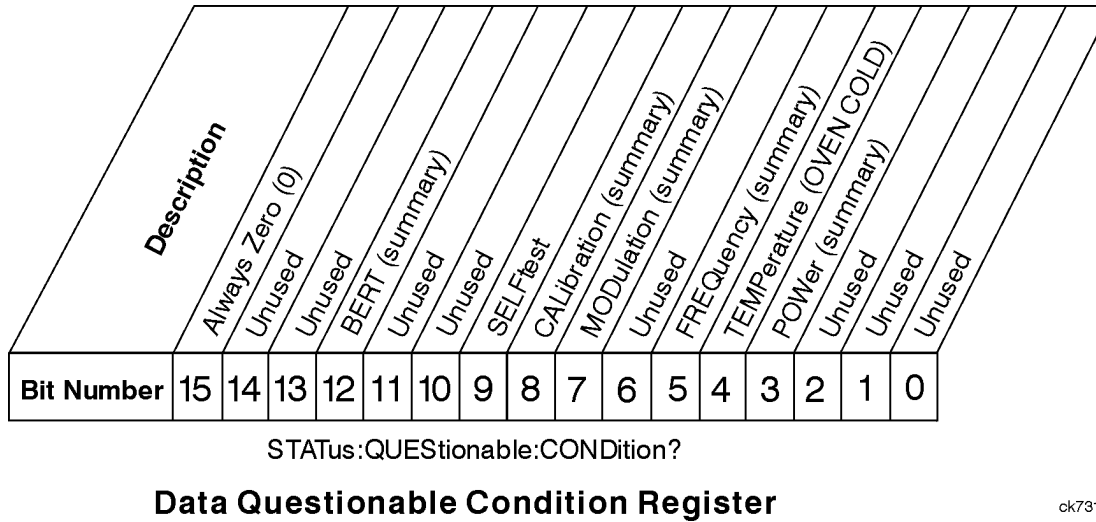 Description
Always Zero (0)
Unused
Unused
BERT (summary)
Unused
Unused
SELFtest
CALibration (summary)
MODulation (summary)
Unused
FREQuency (summary)
TEMPerature (OVEN COLD)
POWer (summary)
Unused
Unused
Unused
Bit Number 15 14 13 12 11 10 9 8 7 6 5 4 3 2 1 0
STATus:QUEStionable:CONDition?
Data Questionable Condition Register
ck731